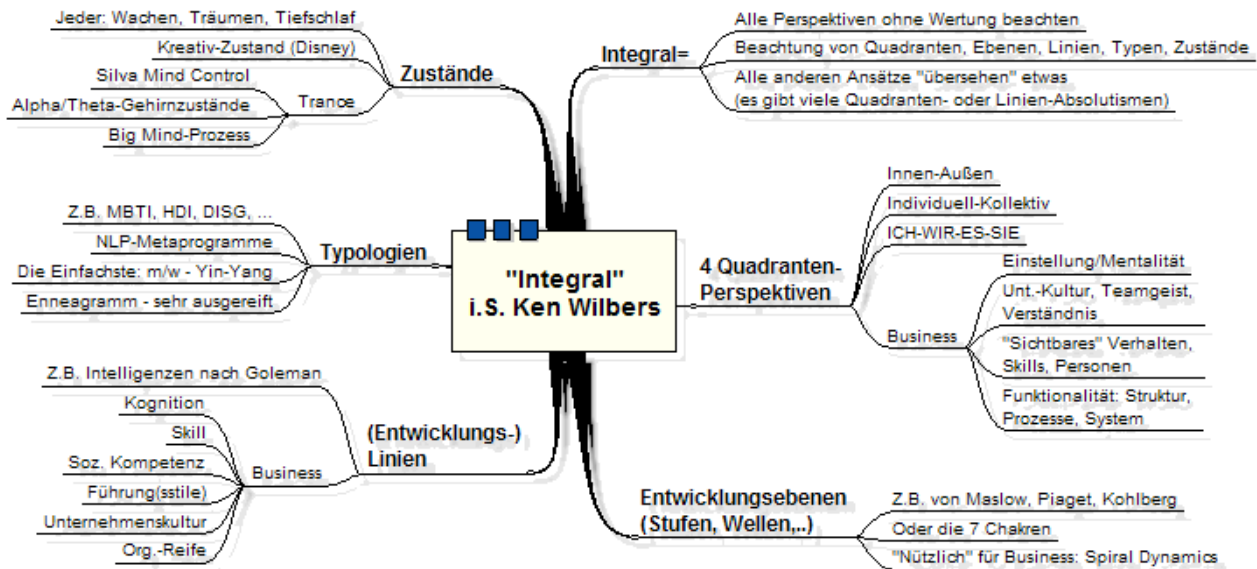 "Integral"
i.S. Ken Wilbers
Integral=
Alle Perspektiven ohne Wertung beachten
Beachtung von Quadranten, Ebenen, Linien, Typen, Zustände
Alle anderen Ansätze "übersehen" etwas
(es gibt viele Quadranten- oder Linien-Absolutismen)
4 Quadranten-
Perspektiven
Innen-Außen
Individuell-Kollektiv
ICH-WIR-ES-SIE
Business
Einstellung/Mentalität
Unt.-Kultur, Teamgeist,
Verständnis
"Sichtbares" Verhalten,
Skills, Personen
Funktionalität: Struktur,
Prozesse, System
Entwicklungsebenen
(Stufen, Wellen,..)
Z.B. von Maslow, Piaget, Kohlberg
Oder die 7 Chakren
"Nützlich" für Business: Spiral Dynamics
(Entwicklungs-)
Linien
Z.B. Intelligenzen nach Goleman
Business
Kognition
Skill
Soz. Kompetenz
Führung(sstile)
Unternehmenskultur
Org.-Reife
Typologien
Z.B. MBTI, HDI, DISG, ...
NLP-Metaprogramme
Die Einfachste: m/w - Yin-Yang
Enneagramm - sehr ausgereift
Zustände
Jeder: Wachen, Träumen, Tiefschlaf
Kreativ-Zustand (Disney)
Trance
Silva Mind Control
Alpha/Theta-Gehirnzustände
Big Mind-Prozess